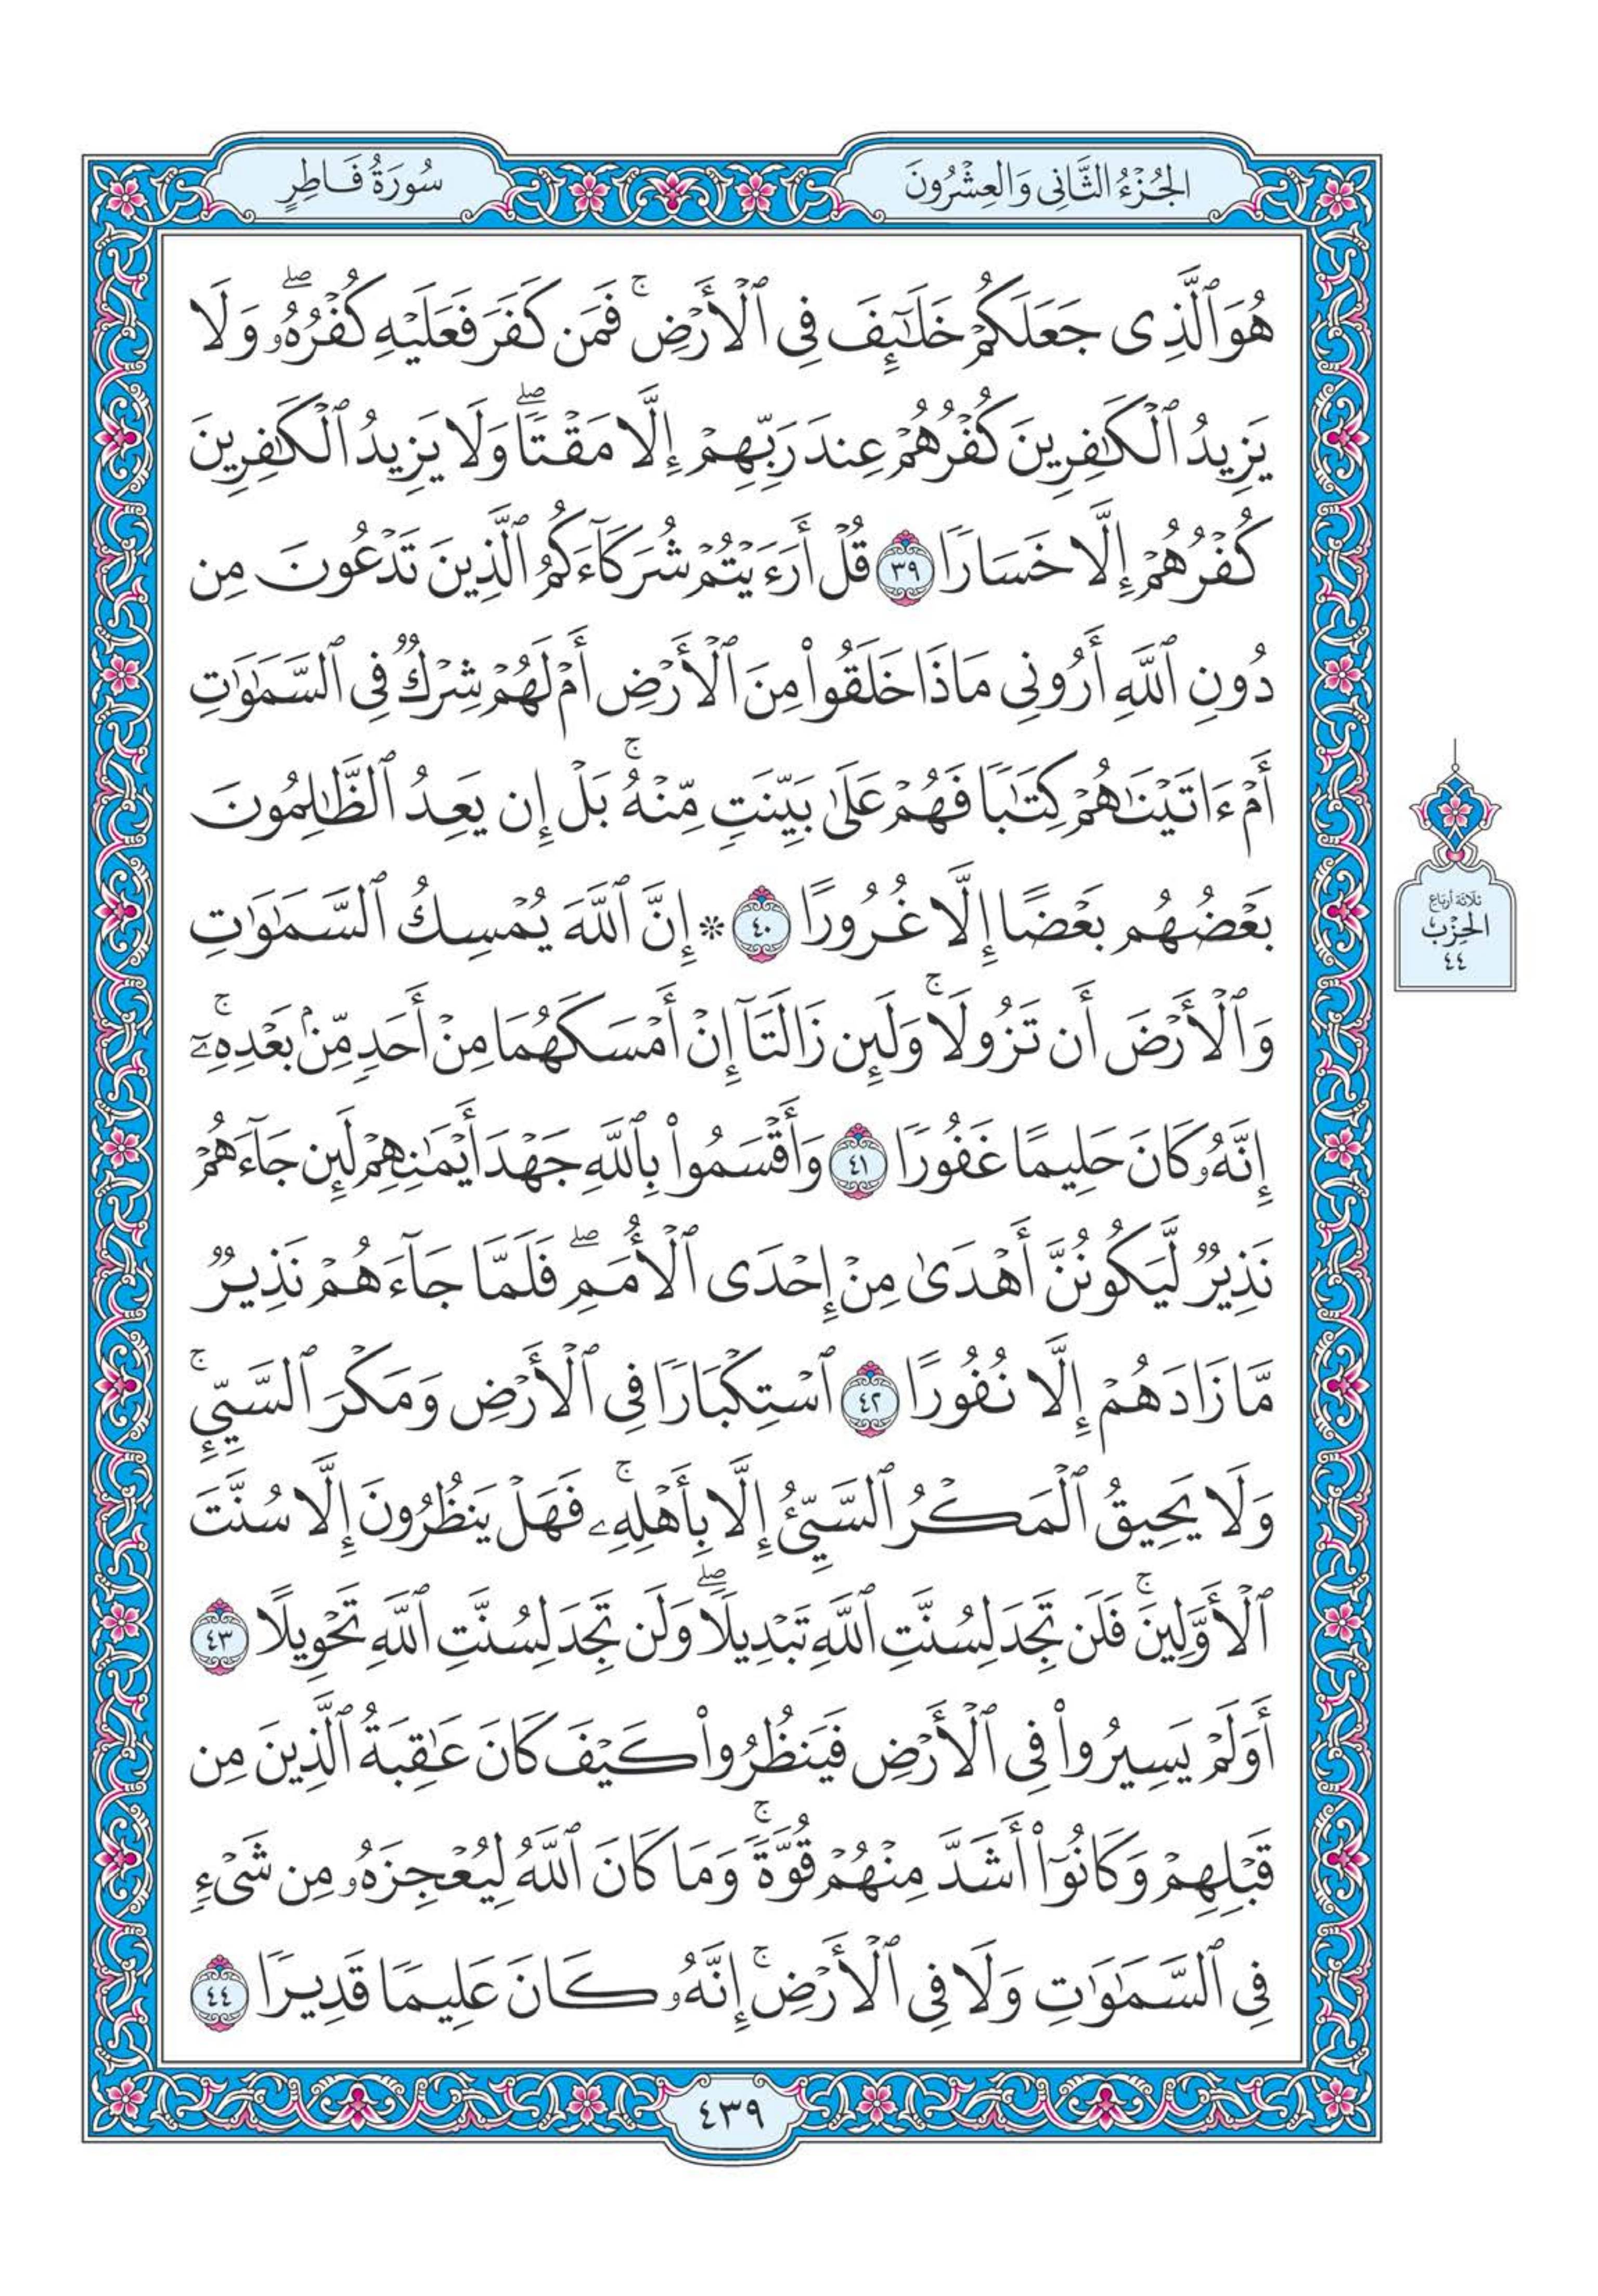 الجُزْءُ الثَّانِى وَالعِشْرُونَ
سُورَةُ فَاطِرٍ
هُوَ ٱلَّذِى جَعَلَكُمْ خَلَـٰٓئِفَ فِى ٱلْأَرْضِ ۚ فَمَن كَفَرَ فَعَلَيْهِ كُفْرُهُۥ ۖ وَلَا
يَزِيدُ ٱلْكَـٰفِرِينَ كُفْرُهُمْ عِندَ رَبِّهِمْ إِلَّا مَقْتًا ۖ وَلَا يَزِيدُ ٱلْكَـٰفِرِينَ
كُفْرُهُمْ إِلَّا خَسَارًا ٣٩ قُلْ أَرَءَيْتُمْ شُرَكَآءَكُمُ ٱلَّذِينَ تَدْعُونَ مِن
دُونِ ٱللَّهِ أَرُونِى مَاذَا خَلَقُوا۟ مِنَ ٱلْأَرْضِ أَمْ لَهُمْ شِرْكٌ فِى ٱلسَّمَـٰوَٰتِ
أَمْ ءَاتَيْنَـٰهُمْ كِتَـٰبًا فَهُمْ عَلَىٰ بَيِّنَتٍ مِّنْهُ ۚ بَلْ إِن يَعِدُ ٱلظَّـٰلِمُونَ
بَعْضُهُم بَعْضًا إِلَّا غُرُورًا ٤٠ ۞ إِنَّ ٱللَّهَ يُمْسِكُ ٱلسَّمَـٰوَٰتِ
وَٱلْأَرْضَ أَن تَزُولَا ۚ وَلَئِن زَالَتَآ إِنْ أَمْسَكَهُمَا مِنْ أَحَدٍ مِّنۢ بَعْدِهِۦٓ ۚ
إِنَّهُۥ كَانَ حَلِيمًا غَفُورًا ٤١ وَأَقْسَمُوا۟ بِٱللَّهِ جَهْدَ أَيْمَـٰنِهِمْ لَئِن جَآءَهُمْ
نَذِيرٌ لَّيَكُونُنَّ أَهْدَىٰ مِنْ إِحْدَى ٱلْأُمَمِ ۖ فَلَمَّا جَآءَهُمْ نَذِيرٌ
مَّا زَادَهُمْ إِلَّا نُفُورًا ٤٢ ٱسْتِكْبَارًا فِى ٱلْأَرْضِ وَمَكْرَ ٱلسَّيِّئِ ۚ
وَلَا يَحِيقُ ٱلْمَكْرُ ٱلسَّيِّئُ إِلَّا بِأَهْلِهِۦ ۚ فَهَلْ يَنظُرُونَ إِلَّا سُنَّتَ
ٱلْأَوَّلِينَ ۚ فَلَن تَجِدَ لِسُنَّتِ ٱللَّهِ تَبْدِيلًا ۖ وَلَن تَجِدَ لِسُنَّتِ ٱللَّهِ تَحْوِيلًا ٤٣
أَوَلَمْ يَسِيرُوا۟ فِى ٱلْأَرْضِ فَيَنظُرُوا۟ كَيْفَ كَانَ عَـٰقِبَةُ ٱلَّذِينَ مِن
قَبْلِهِمْ وَكَانُوٓا۟ أَشَدَّ مِنْهُمْ قُوَّةً ۚ وَمَا كَانَ ٱللَّهُ لِيُعْجِزَهُۥ مِن شَىْءٍ
فِى ٱلسَّمَـٰوَٰتِ وَلَا فِى ٱلْأَرْضِ ۚ إِنَّهُۥ كَانَ عَلِيمًا قَدِيرًا ٤٤
ثلاثة أرباع
الحِزْب
٤٤
٤٣٩